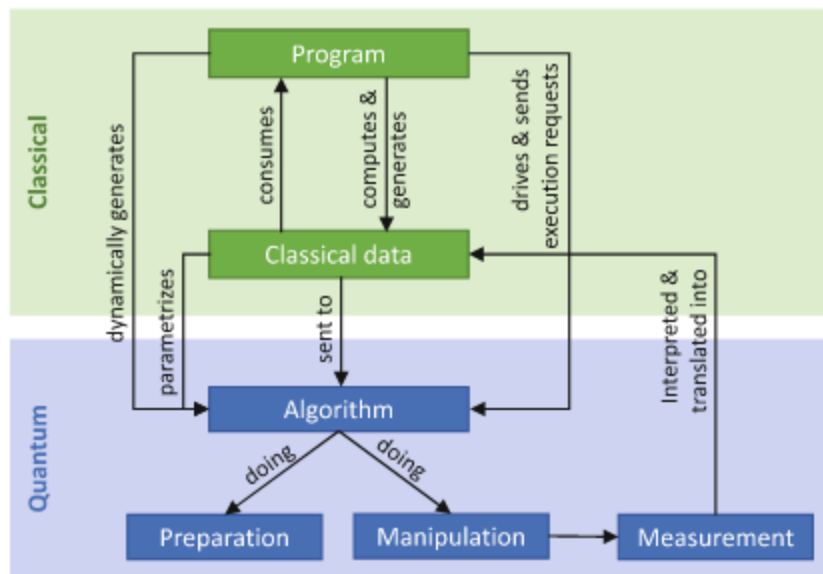 Classical
Program
dynamically generates
consumes
computes &
generates
drives & sends
execution requests
Classical data
parametrizes
sent to
Interpreted &
translated into
Quantum
Algorithm
doing
doing
Preparation
Manipulation
Measurement